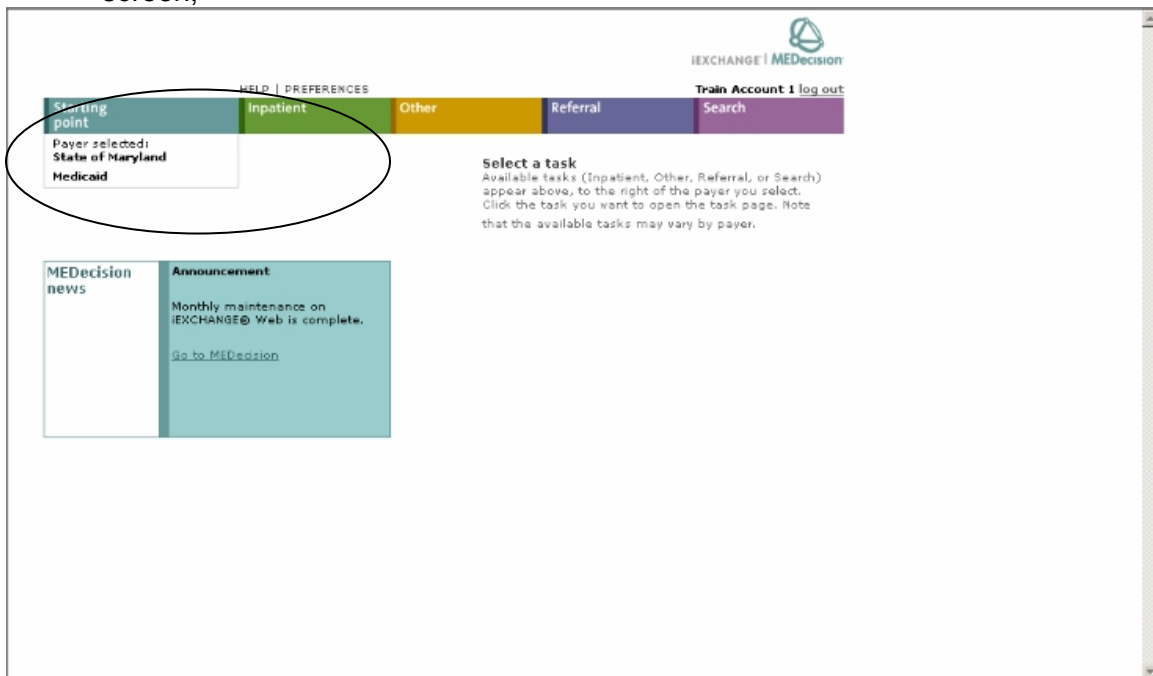 screen,
iEXCHANGE | MEDecision
HELP | PREFERENCES
Train Account 1 log out
Starting point
Inpatient
Other
Referral
Search
Payer selected:
State of Maryland
Medicaid
Select a task
Available tasks (Inpatient, Other, Referral, or Search)
appear above, to the right of the payer you select.
Click the task you want to open the task page. Note
that the available tasks may vary by payer.
MEDecision
news
Announcement
Monthly maintenance on
iEXCHANGE® Web is complete.
Go to MEDecision